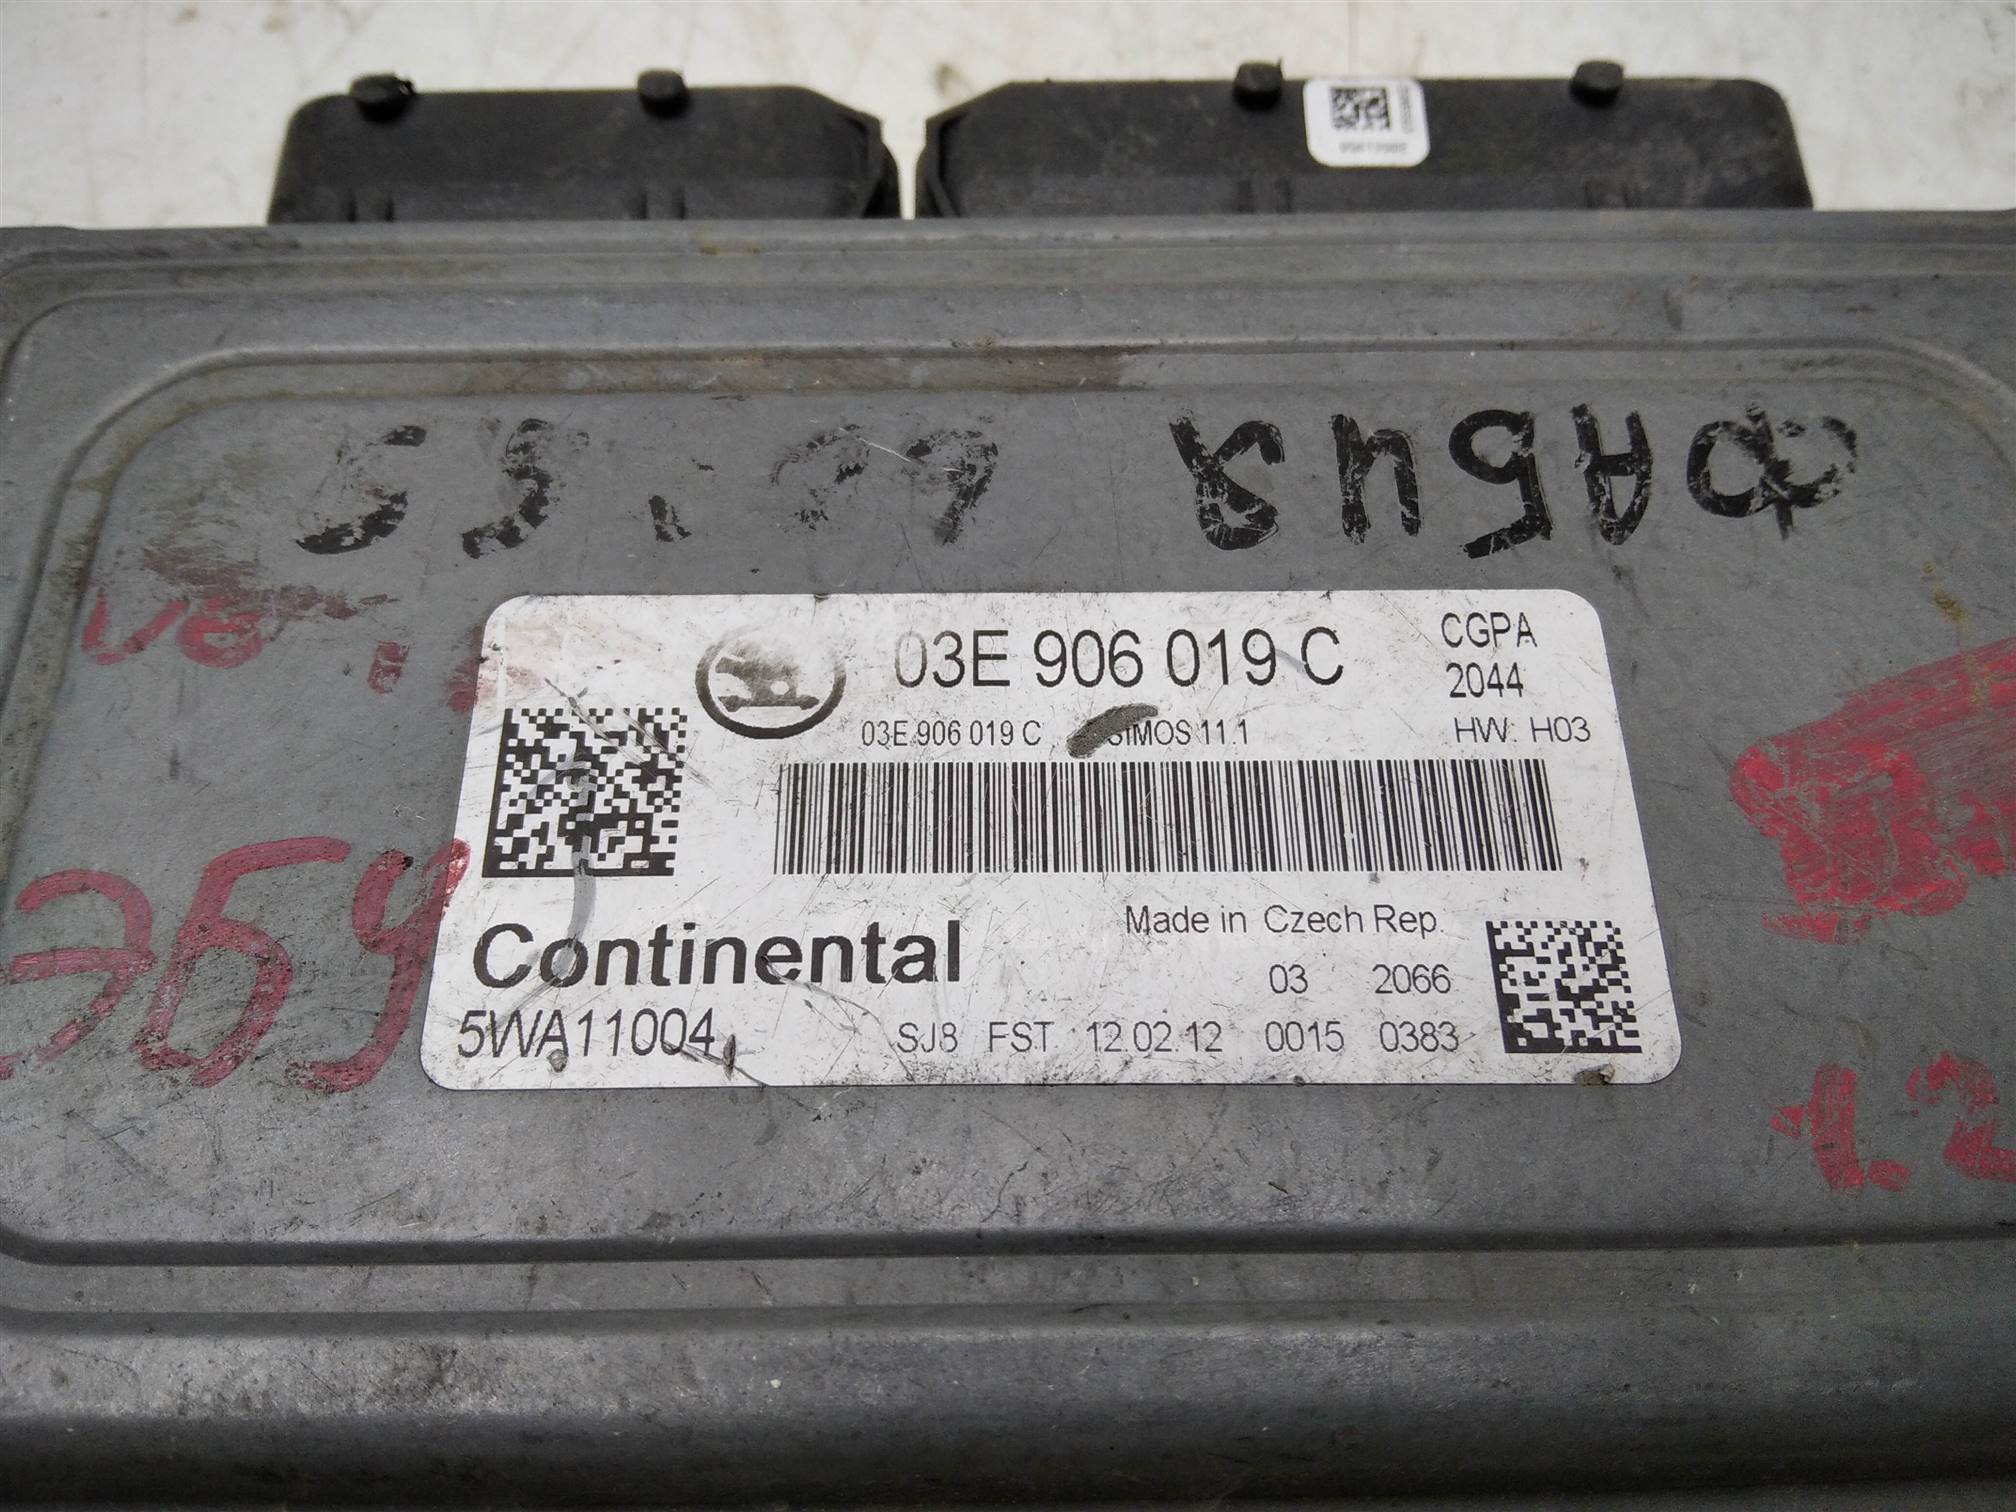 ФАБИЯ
03E 906 019 C
CGPA
2044
03E 906 019 C SIMOS 11.1
HW: H03
Continental
Made in Czech Rep.
03 2066
5WA11004
SJ8 FST 12.02.12 0015 0383
ЭБУ
1.2